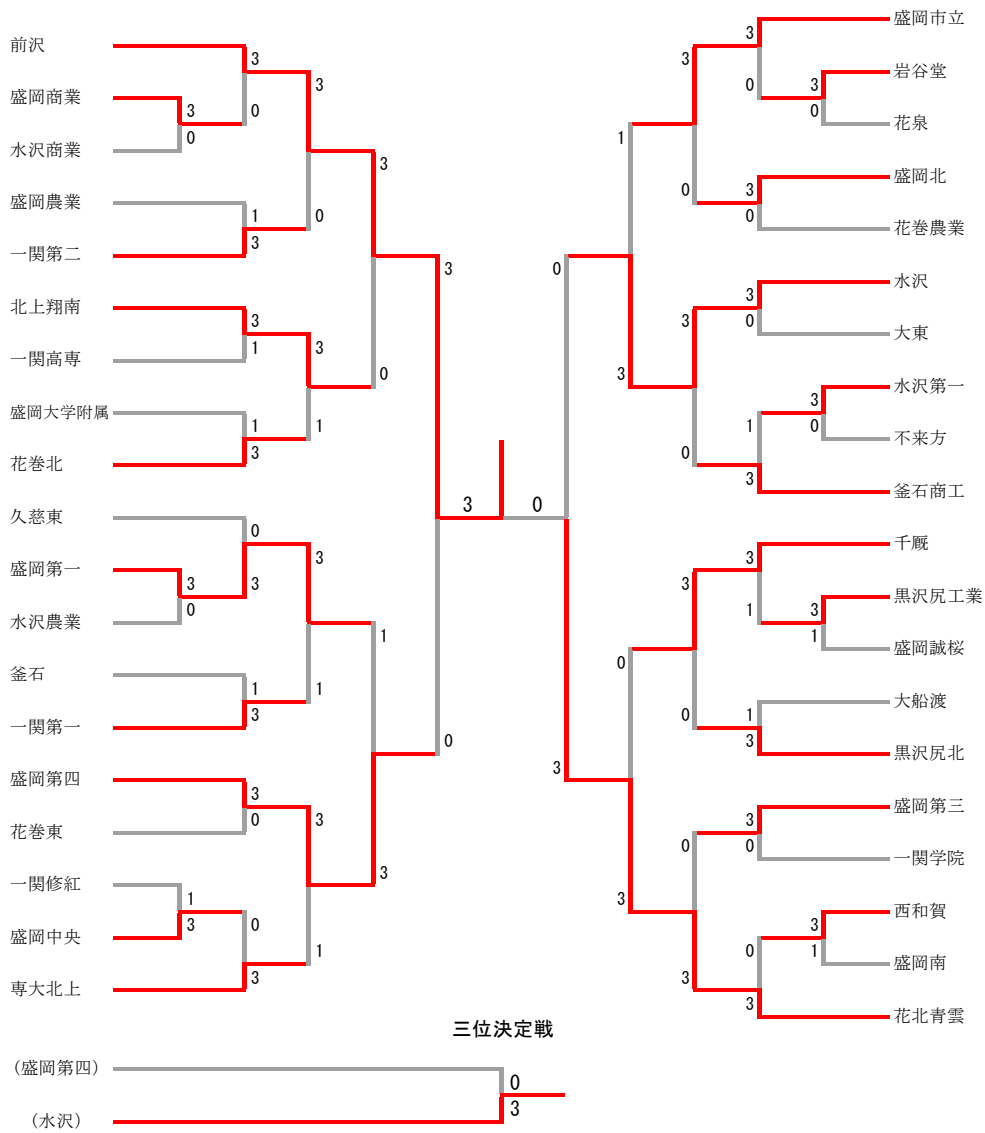 前沢
3
3
盛岡商業
3
0
0
水沢商業
3
盛岡農業
1
0
3
一関第二
3
北上翔南
3
3
一関高専
1
0
盛岡大学附属
1
1
花巻北
3
3
0
久慈東
0
3
盛岡第一
3
3
水沢農業
0
1
釜石
1
1
一関第一
3
0
盛岡第四
3
3
花巻東
0
3
一関修紅
1
0
盛岡中央
3
1
専大北上
3
盛岡市立
3
3
岩谷堂
0
3
花泉
0
1
盛岡北
3
0
花巻農業
0
0
水沢
3
3
大東
0
3
水沢第一
3
1
不来方
0
0
釜石商工
3
千厩
3
3
黒沢尻工業
3
1
盛岡誠桜
1
0
大船渡
1
0
黒沢尻北
3
3
盛岡第三
3
0
一関学院
0
3
西和賀
3
0
盛岡南
1
3
花北青雲
3
三位決定戦
(盛岡第四)
0
(水沢)
3